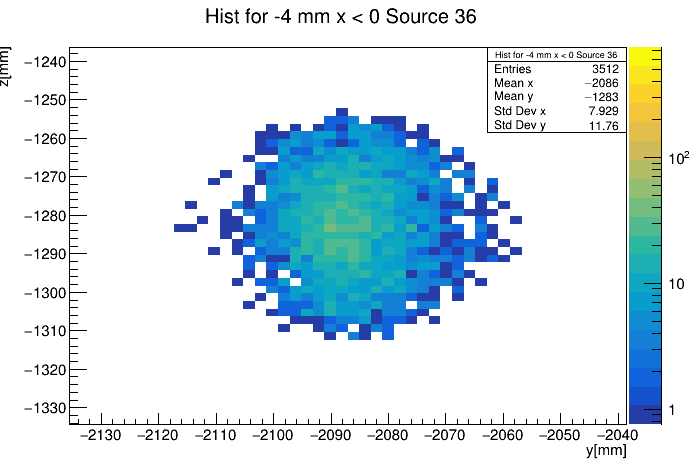 Hist for -4 mm x < 0 Source 36
z[mm]
−1240
−1250
−1260
−1270
−1280
−1290
−1300
−1310
−1320
−1330
Hist for -4 mm x < 0 Source 36
Entries 3512
Mean x −2086
Mean y −1283
Std Dev x 7.929
Std Dev y 11.76
10²
10
1
−2130 −2120 −2110 −2100 −2090 −2080 −2070 −2060 −2050 −2040
y[mm]